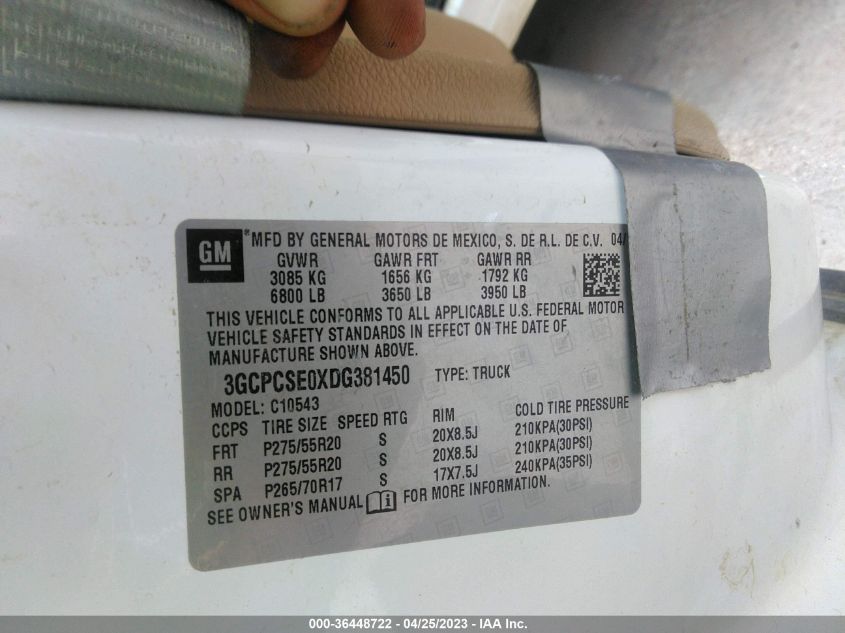 GM
*MFD BY GENERAL MOTORS DE MEXICO, S. DE R.L. DE C.V. 04/
GVWR GAWR FRT GAWR RR
3085 KG 1656 KG 1792 KG
6800 LB 3650 LB 3950 LB
THIS VEHICLE CONFORMS TO ALL APPLICABLE U.S. FEDERAL MOTOR
VEHICLE SAFETY STANDARDS IN EFFECT ON THE DATE OF
MANUFACTURE SHOWN ABOVE.
3GCPCSE0XDG381450 TYPE: TRUCK
MODEL: C10543
CCPS TIRE SIZE SPEED RTG RIM COLD TIRE PRESSURE
FRT P275/55R20 S 20X8.5J 210KPA(30PSI)
RR P275/55R20 S 20X8.5J 210KPA(30PSI)
SPA P265/70R17 S 17X7.5J 240KPA(35PSI)
SEE OWNER'S MANUAL i FOR MORE INFORMATION.
000-36448722 - 04/25/2023 - IAA Inc.